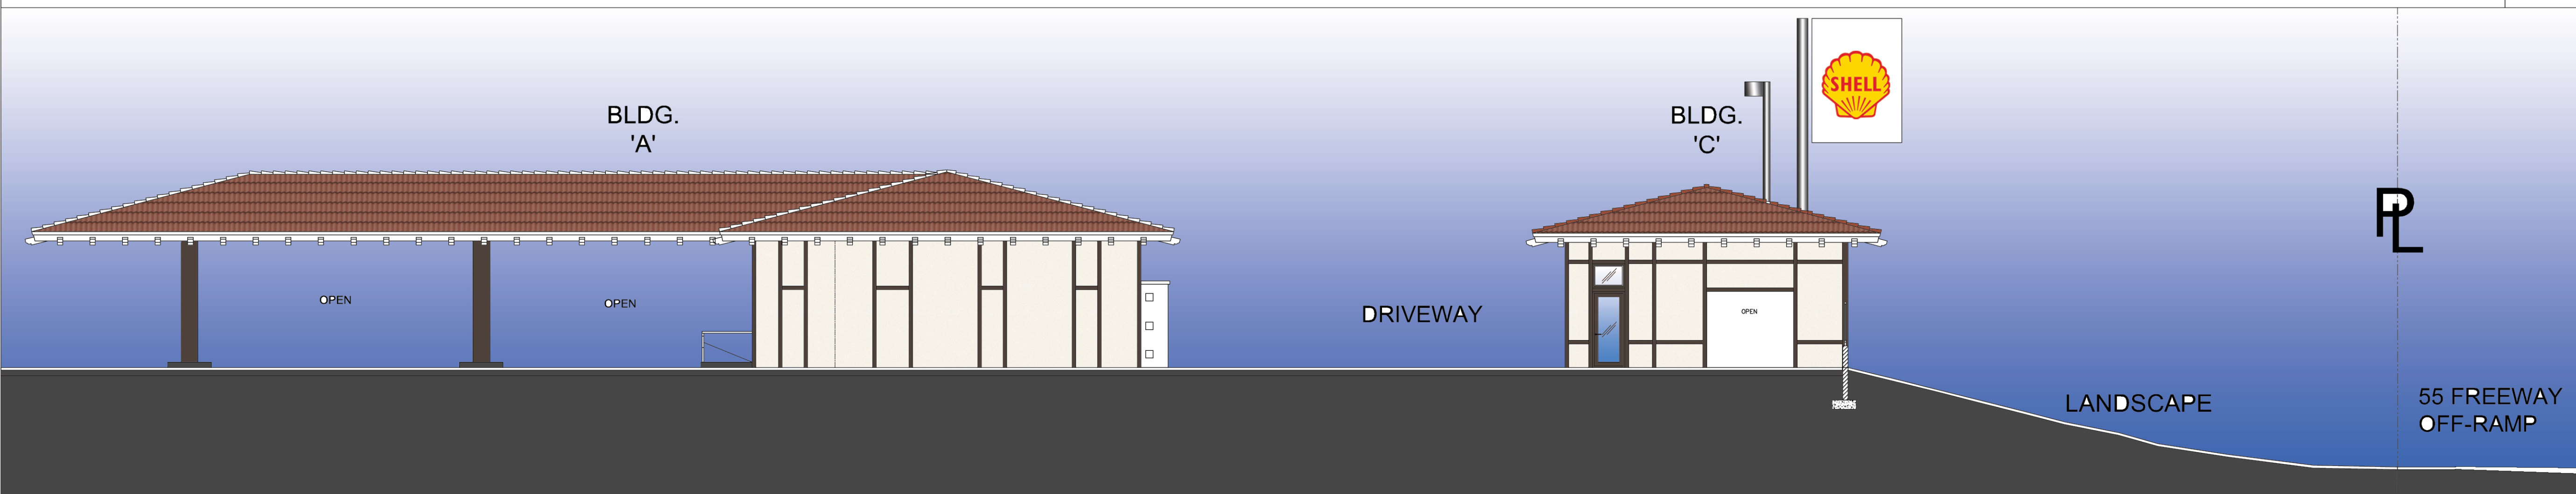 BLDG.
'A'
BLDG.
'C'
SHELL
PL
OPEN
OPEN
OPEN
DRIVEWAY
LANDSCAPE
55 FREEWAY
OFF-RAMP